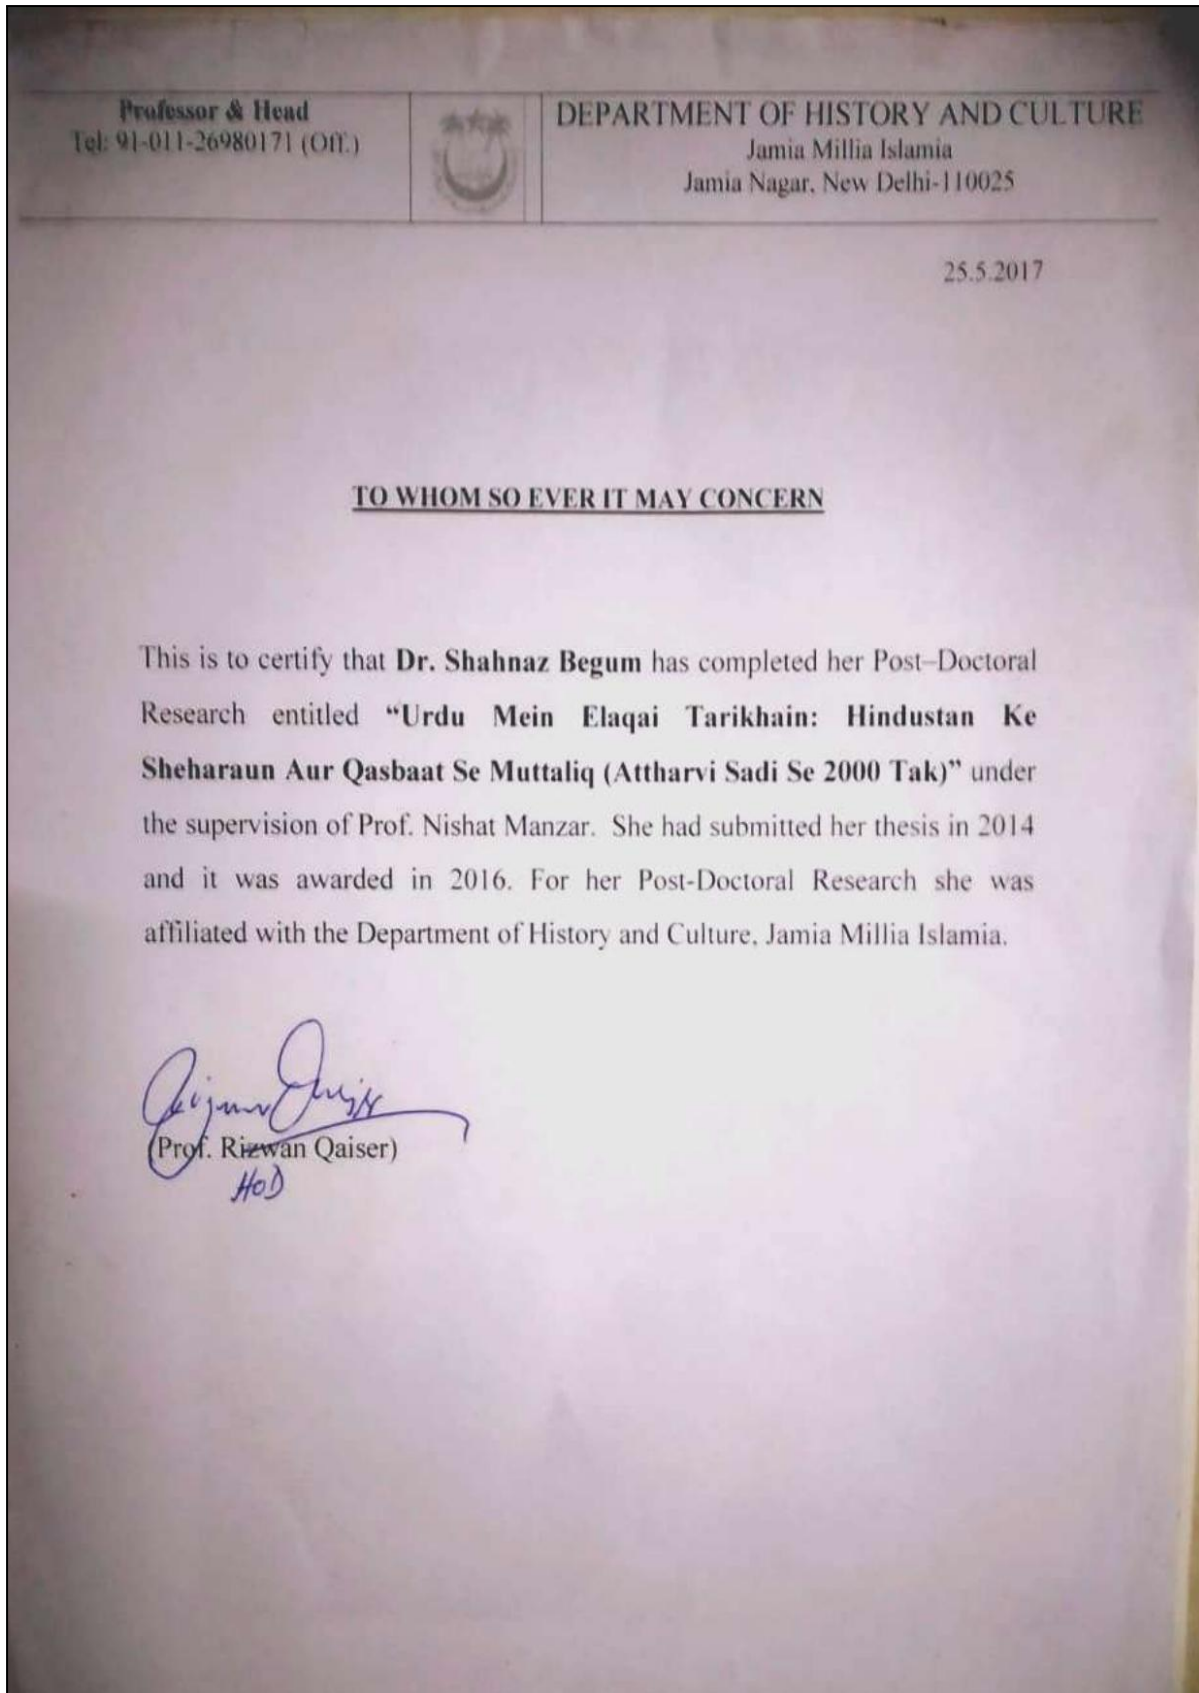 Professor & Head
Tel: 91-011-26980171 (Off.)
DEPARTMENT OF HISTORY AND CULTURE
Jamia Millia Islamia
Jamia Nagar, New Delhi-110025
25.5.2017
TO WHOM SO EVER IT MAY CONCERN
This is to certify that Dr. Shahnaz Begum has completed her Post–Doctoral
Research entitled “Urdu Mein Elaqai Tarikhain: Hindustan Ke
Sheharaun Aur Qasbaat Se Muttaliq (Attharvi Sadi Se 2000 Tak)” under
the supervision of Prof. Nishat Manzar. She had submitted her thesis in 2014
and it was awarded in 2016. For her Post-Doctoral Research she was
affiliated with the Department of History and Culture, Jamia Millia Islamia.
(Prof. Rizwan Qaiser)
HOD